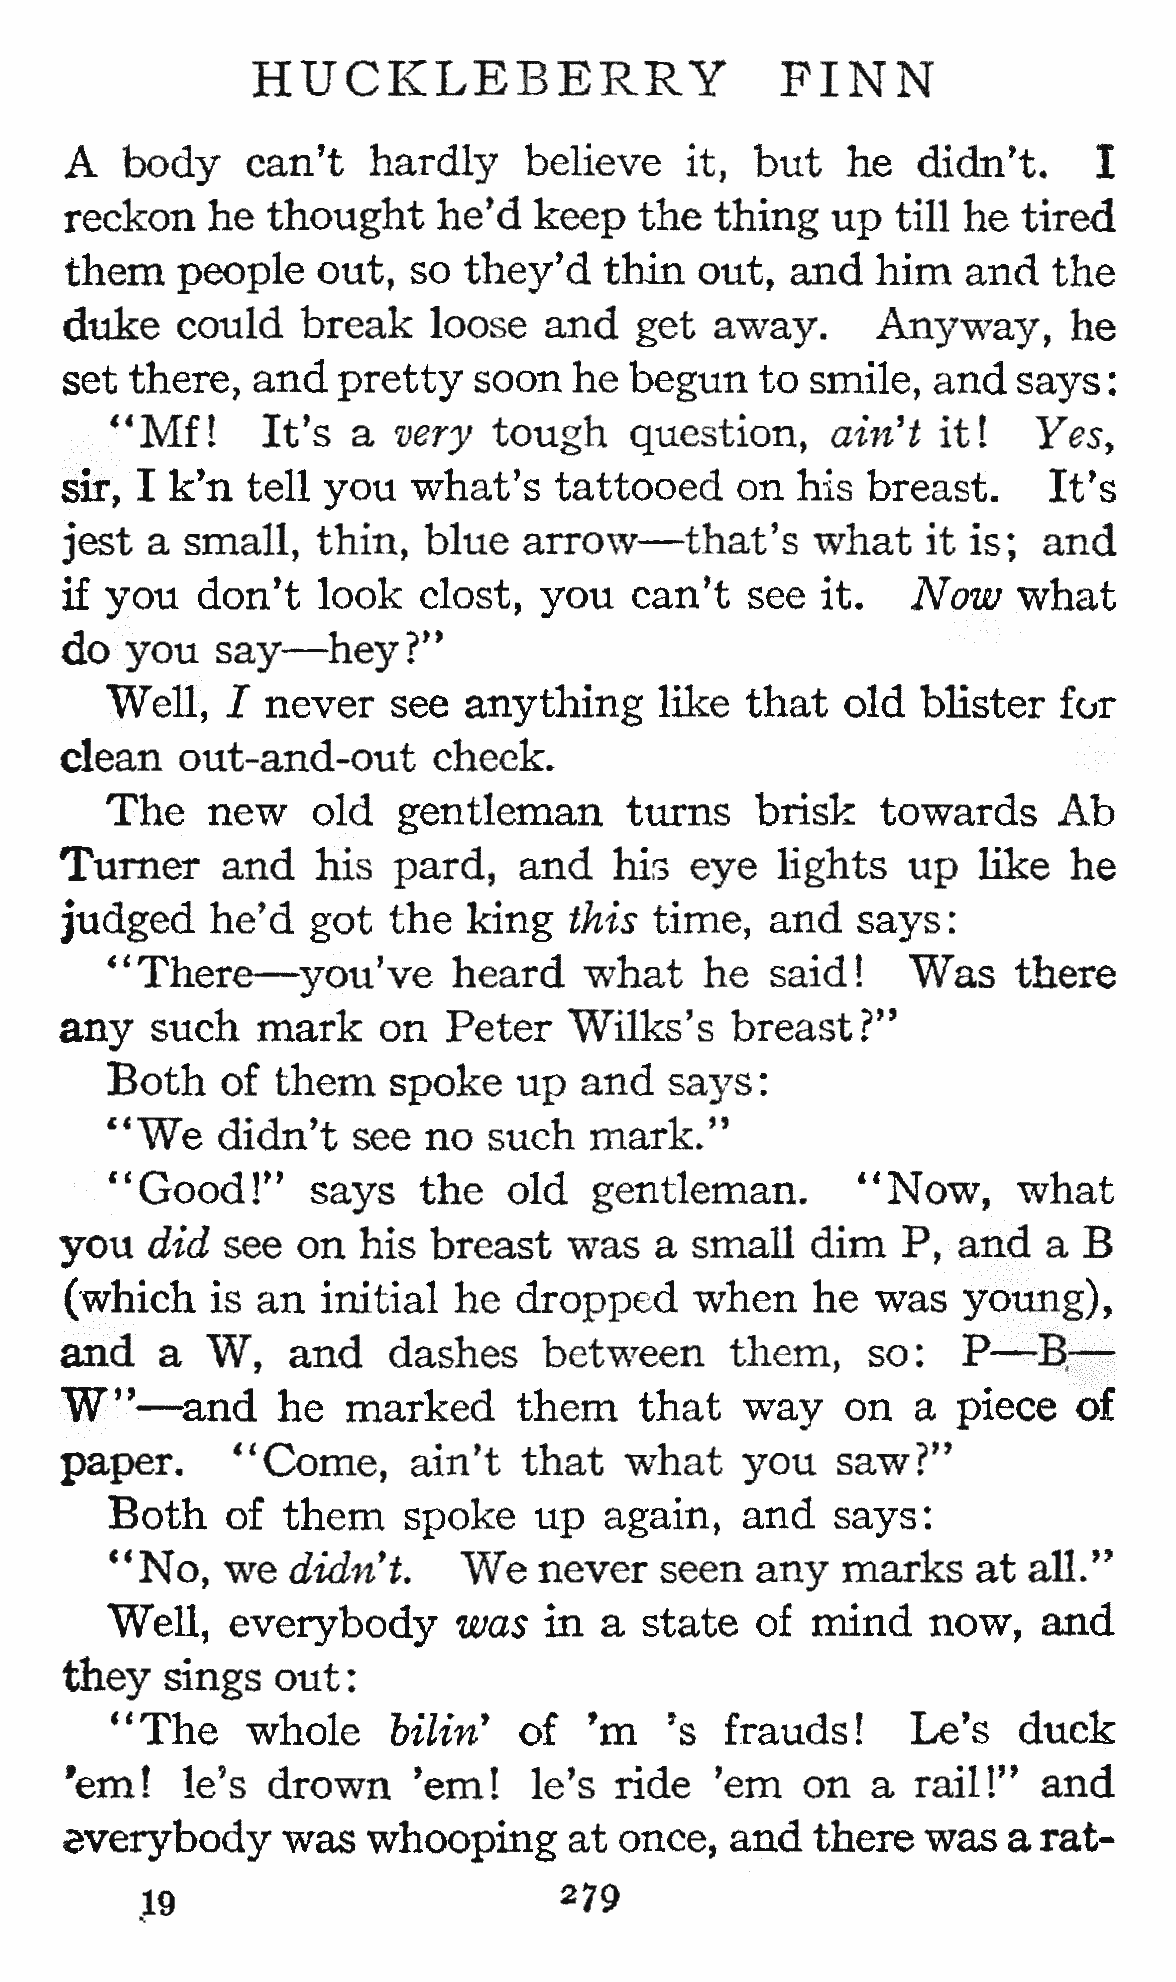 HUCKLEBERRY FINN
A body can't hardly believe it, but he didn't. I
reckon he thought he'd keep the thing up till he tired
them people out, so they'd thin out, and him and the
duke could break loose and get away. Anyway, he
set there, and pretty soon he begun to smile, and says:
"Mf! It's a very tough question, ain't it! Yes,
sir, I k'n tell you what's tattooed on his breast. It's
jest a small, thin, blue arrow—that's what it is; and
if you don't look clost, you can't see it. Now what
do you say—hey?"
Well, I never see anything like that old blister for
clean out-and-out cheek.
The new old gentleman turns brisk towards Ab
Turner and his pard, and his eye lights up like he
judged he'd got the king this time, and says:
"There—you've heard what he said! Was there
any such mark on Peter Wilks's breast?"
Both of them spoke up and says:
"We didn't see no such mark."
"Good!" says the old gentleman. "Now, what
you did see on his breast was a small dim P, and a B
(which is an initial he dropped when he was young),
and a W, and dashes between them, so: P—B—
W"—and he marked them that way on a piece of
paper. "Come, ain't that what you saw?"
Both of them spoke up again, and says:
"No, we didn't. We never seen any marks at all."
Well, everybody was in a state of mind now, and
they sings out:
"The whole bilin' of 'm 's frauds! Le's duck
'em! le's drown 'em! le's ride 'em on a rail!" and
everybody was whooping at once, and there was a rat-
19 279